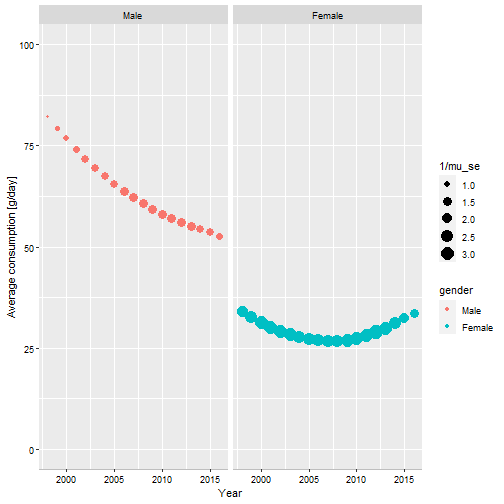 Male Female
100
75
50
25
0
Average consumption [g/day]
2000 2005 2010 2015 2000 2005 2010 2015
Year
1/mu_se
1.0
1.5
2.0
2.5
3.0
gender
Male
Female